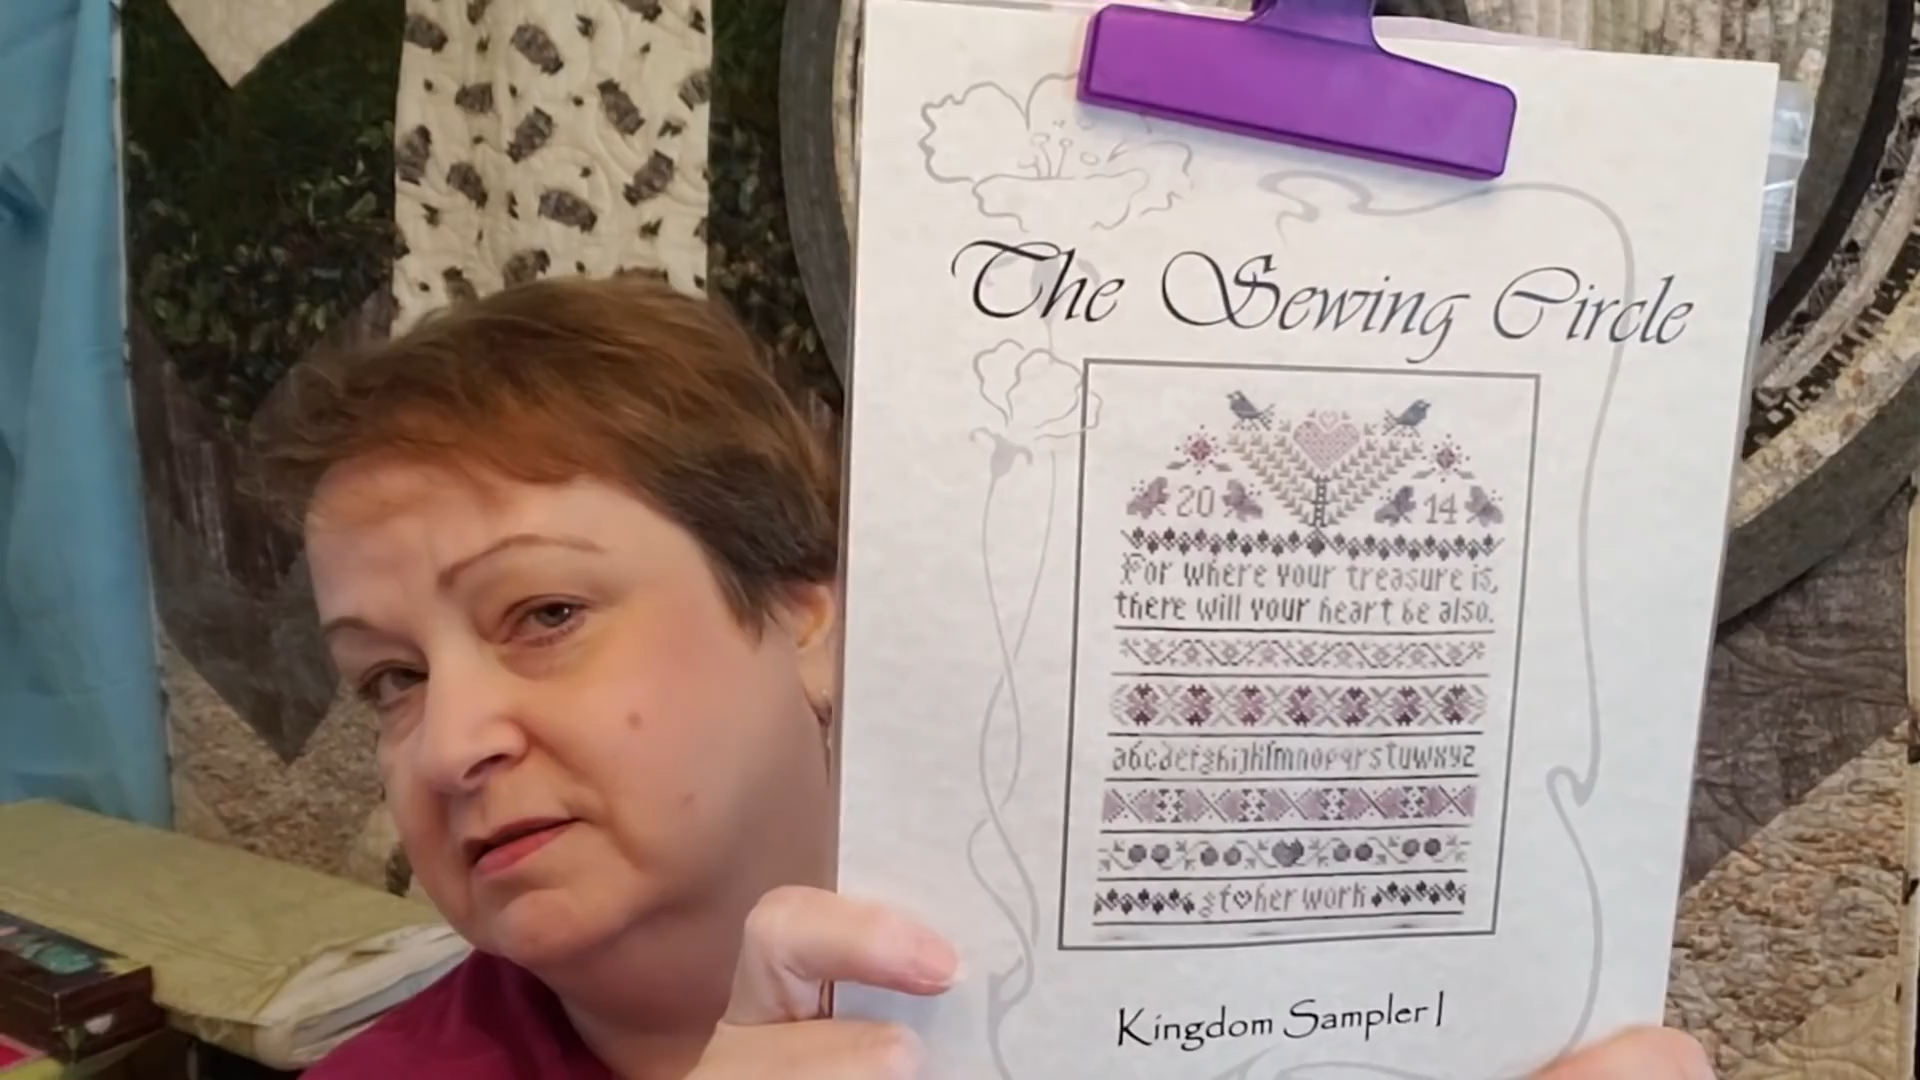 The Sewing Circle
20 14
For where your treasure is,
there will your heart be also.
abcdefghijklmnopqrstuwxyz
st♡her work
Kingdom Sampler I